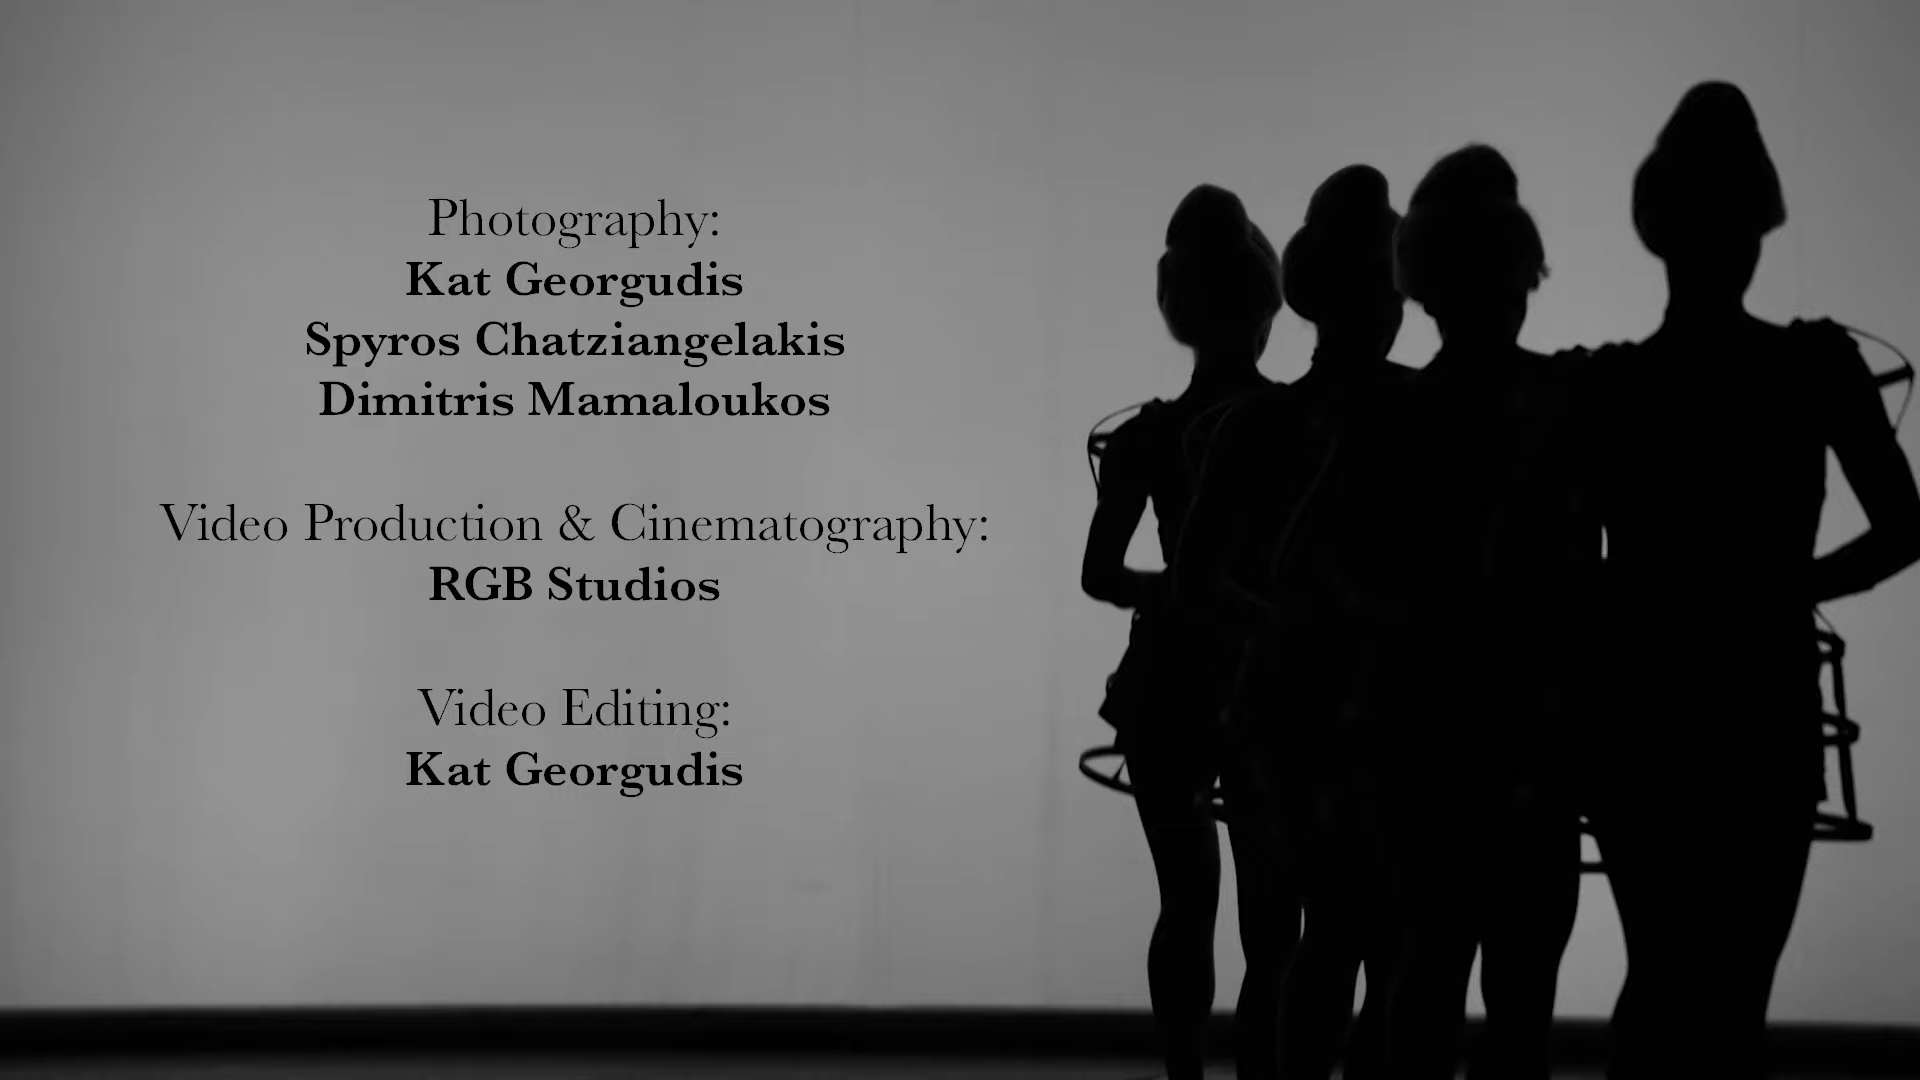 Photography:
Kat Georgudis
Spyros Chatziangelakis
Dimitris Mamaloukos
Video Production & Cinematography:
RGB Studios
Video Editing:
Kat Georgudis